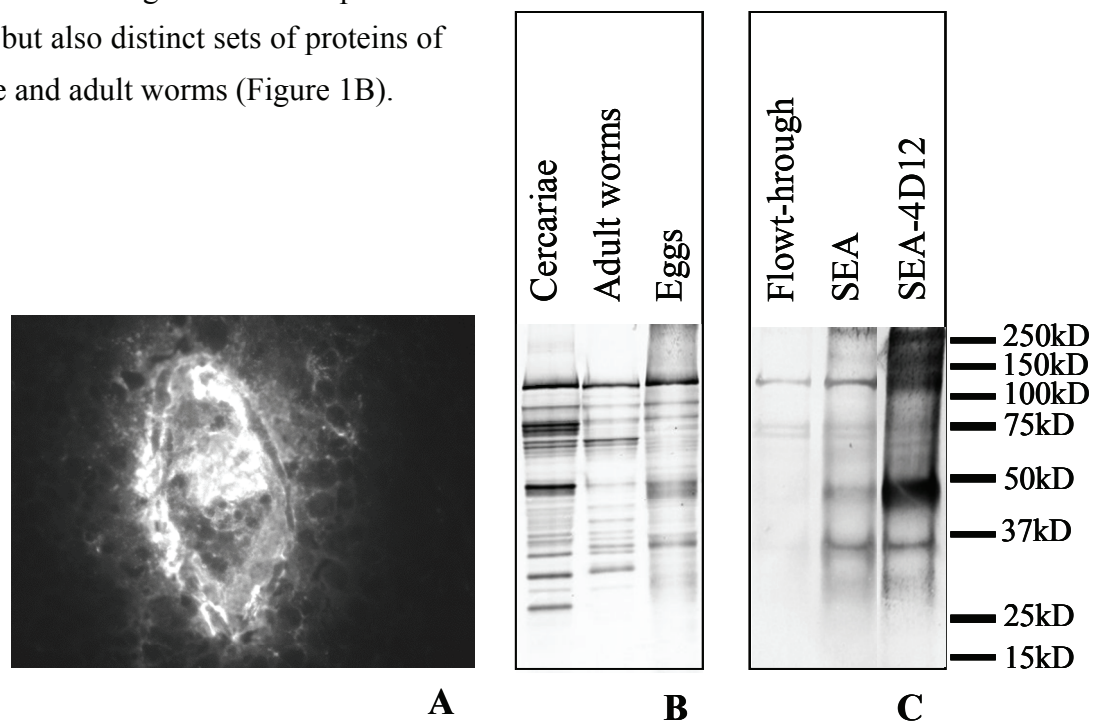 but also distinct sets of proteins of
e and adult worms (Figure 1B).
Cercariae
Adult worms
Eggs
Flowt-hrough
SEA
SEA-4D12
250kD
150kD
100kD
75kD
50kD
37kD
25kD
15kD
A
B
C